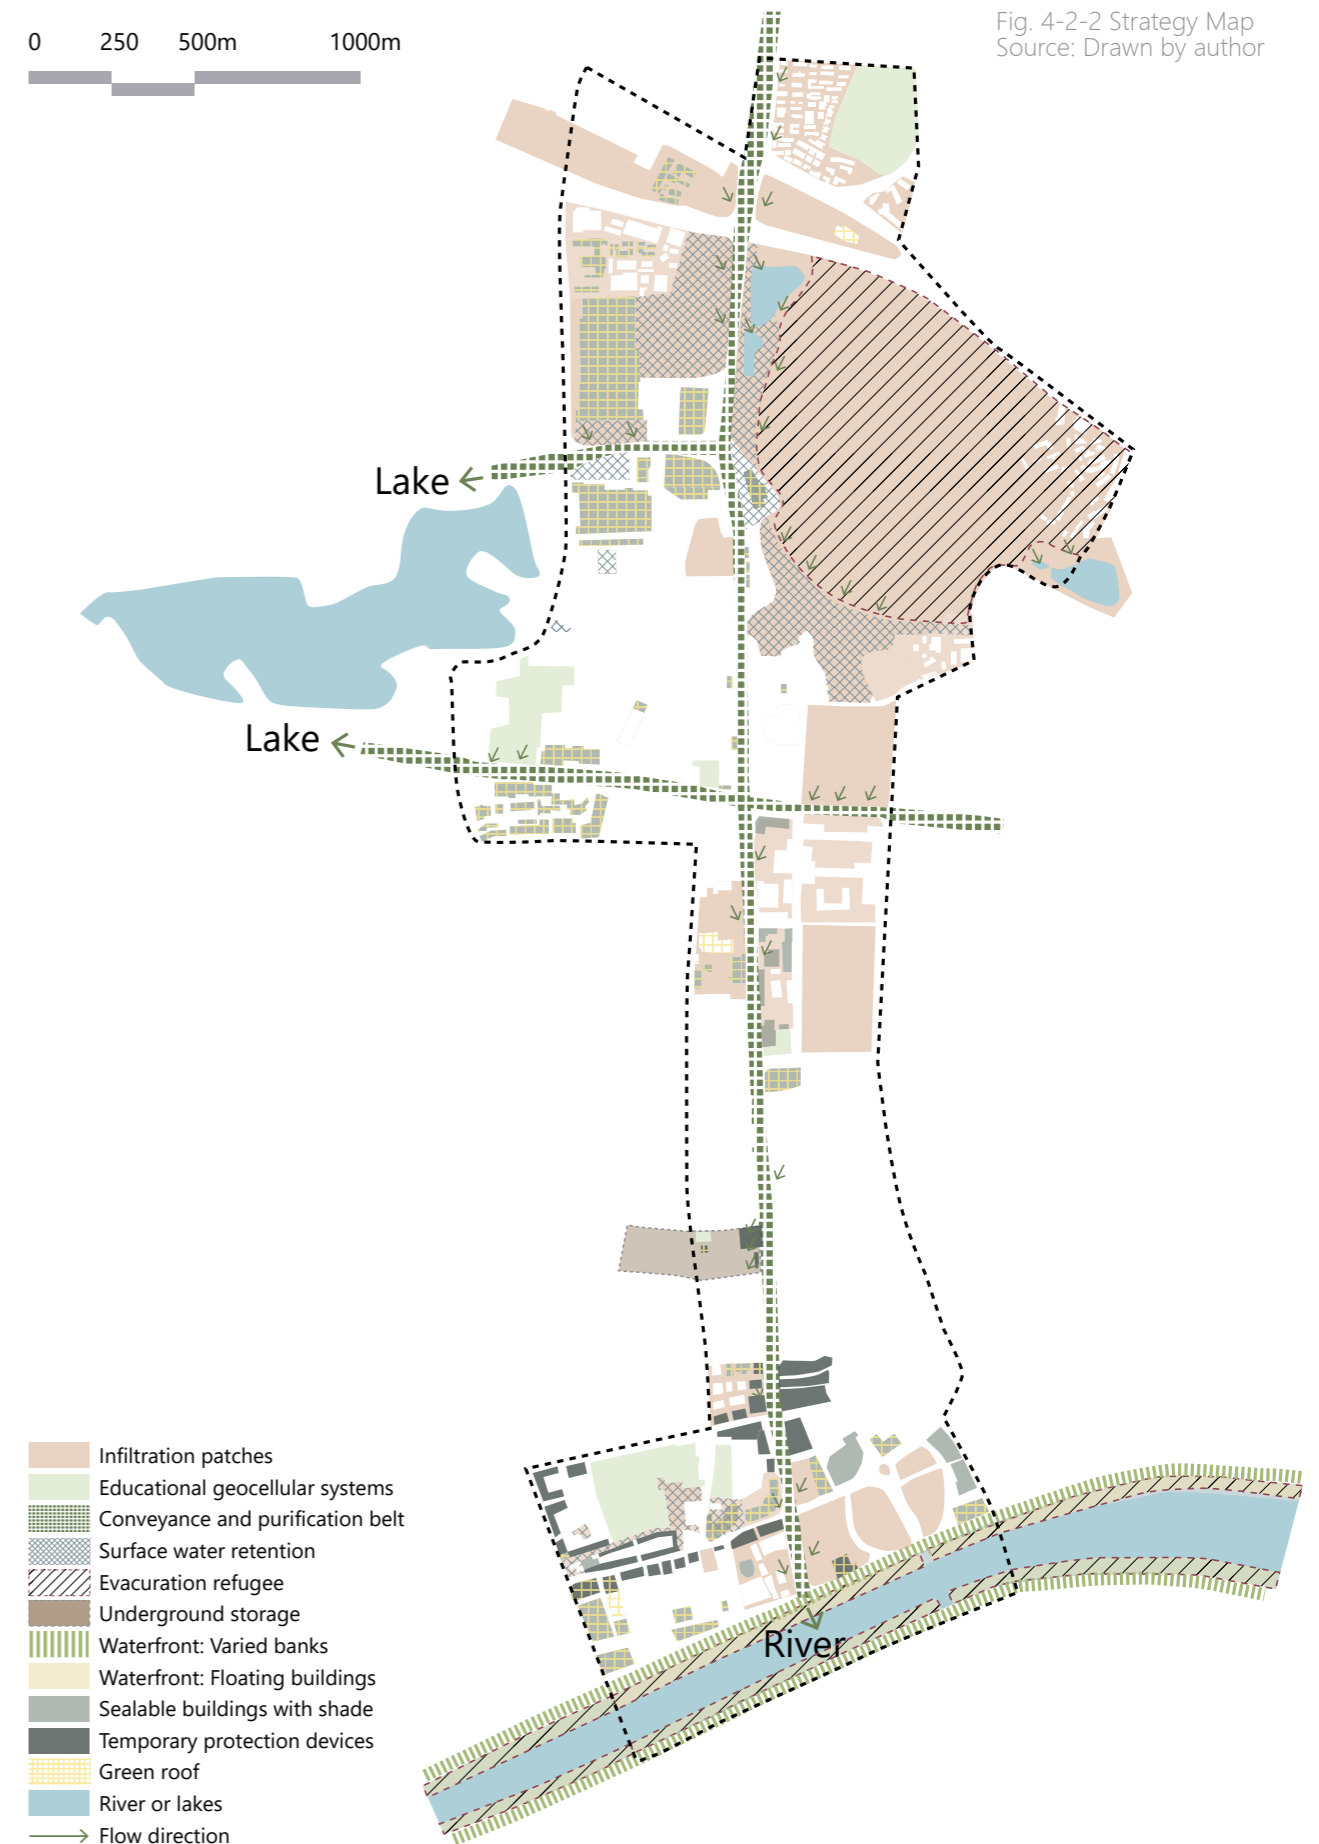 Fig. 4-2-2 Strategy Map
Source: Drawn by author
0 250 500m 1000m
Lake
Lake
River
Infiltration patches
Educational geocellular systems
Conveyance and purification belt
Surface water retention
Evacuration refugee
Underground storage
Waterfront: Varied banks
Waterfront: Floating buildings
Sealable buildings with shade
Temporary protection devices
Green roof
River or lakes
Flow direction